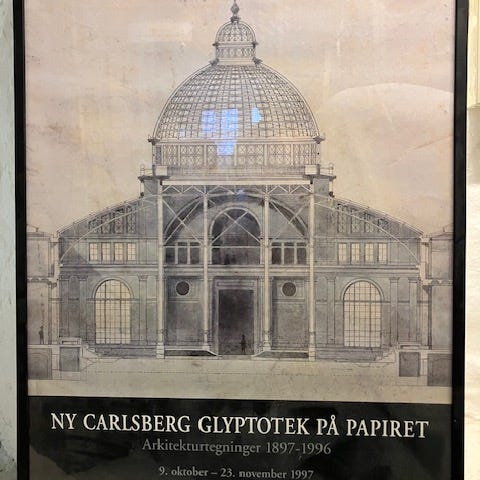 NY CARLSBERG GLYPTOTEK PÅ PAPIRET
Arkitekturtegninger 1897-1996
9. oktober – 23. november 1997